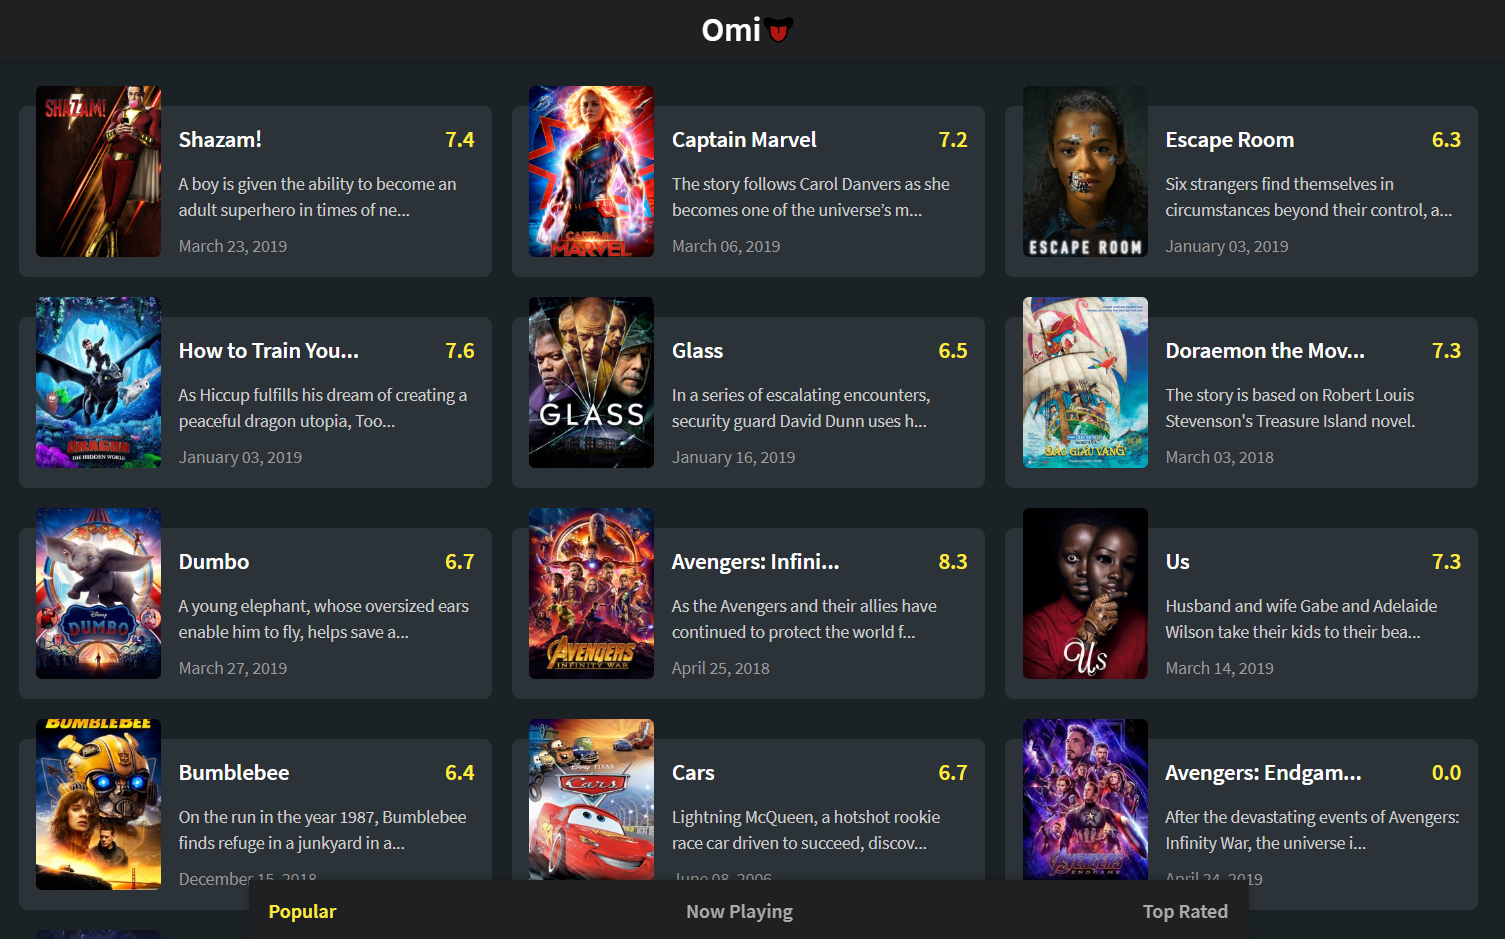 Omi
SHAZAM!
Shazam!
7.4
A boy is given the ability to become an
adult superhero in times of ne...
March 23, 2019
CAPTAIN
MARVEL
Captain Marvel
7.2
The story follows Carol Danvers as she
becomes one of the universe’s m...
March 06, 2019
ESCAPE ROOM
Escape Room
6.3
Six strangers find themselves in
circumstances beyond their control, a...
January 03, 2019
DRAGON
THE HIDDEN WORLD
How to Train You...
7.6
As Hiccup fulfills his dream of creating a
peaceful dragon utopia, Too...
January 03, 2019
GLASS
Glass
6.5
In a series of escalating encounters,
security guard David Dunn uses h...
January 16, 2019
ĐẢO GIẤU VÀNG
Doraemon the Mov...
7.3
The story is based on Robert Louis
Stevenson's Treasure Island novel.
March 03, 2018
Disney
DUMBO
Dumbo
6.7
A young elephant, whose oversized ears
enable him to fly, helps save a...
March 27, 2019
AVENGERS
INFINITY WAR
Avengers: Infini...
8.3
As the Avengers and their allies have
continued to protect the world f...
April 25, 2018
Us
Us
7.3
Husband and wife Gabe and Adelaide
Wilson take their kids to their bea...
March 14, 2019
BUMBLEBEE
Bumblebee
6.4
On the run in the year 1987, Bumblebee
finds refuge in a junkyard in a...
December 15, 2018
Disney PIXAR
Cars
Cars
6.7
Lightning McQueen, a hotshot rookie
race car driven to succeed, discov...
June 08, 2006
AVENGERS
ENDGAME
Avengers: Endgam...
0.0
After the devastating events of Avengers:
Infinity War, the universe i...
April 24, 2019
Popular
Now Playing
Top Rated